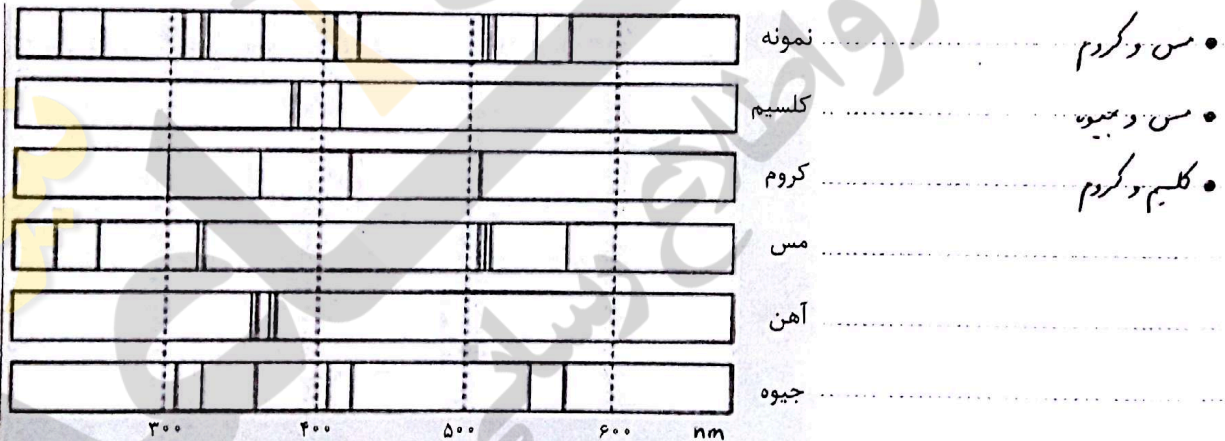 نمونه • مس و کروم
کلسیم • مس و جیوه
کروم • کلسیم و کروم
مس
آهن
جیوه
۳۰۰ ۴۰۰ ۵۰۰ ۶۰۰ nm